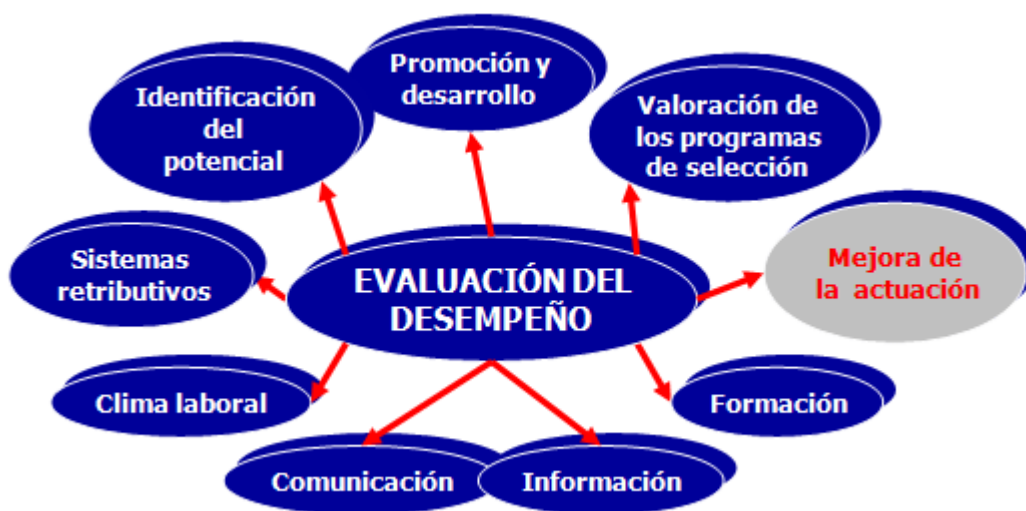 Promoción y
desarrollo
Identificación
del
potencial
Valoración de
los programas
de selección
Sistemas
retributivos
EVALUACIÓN DEL
DESEMPEÑO
Mejora de
la actuación
Clima laboral
Formación
Comunicación
Información